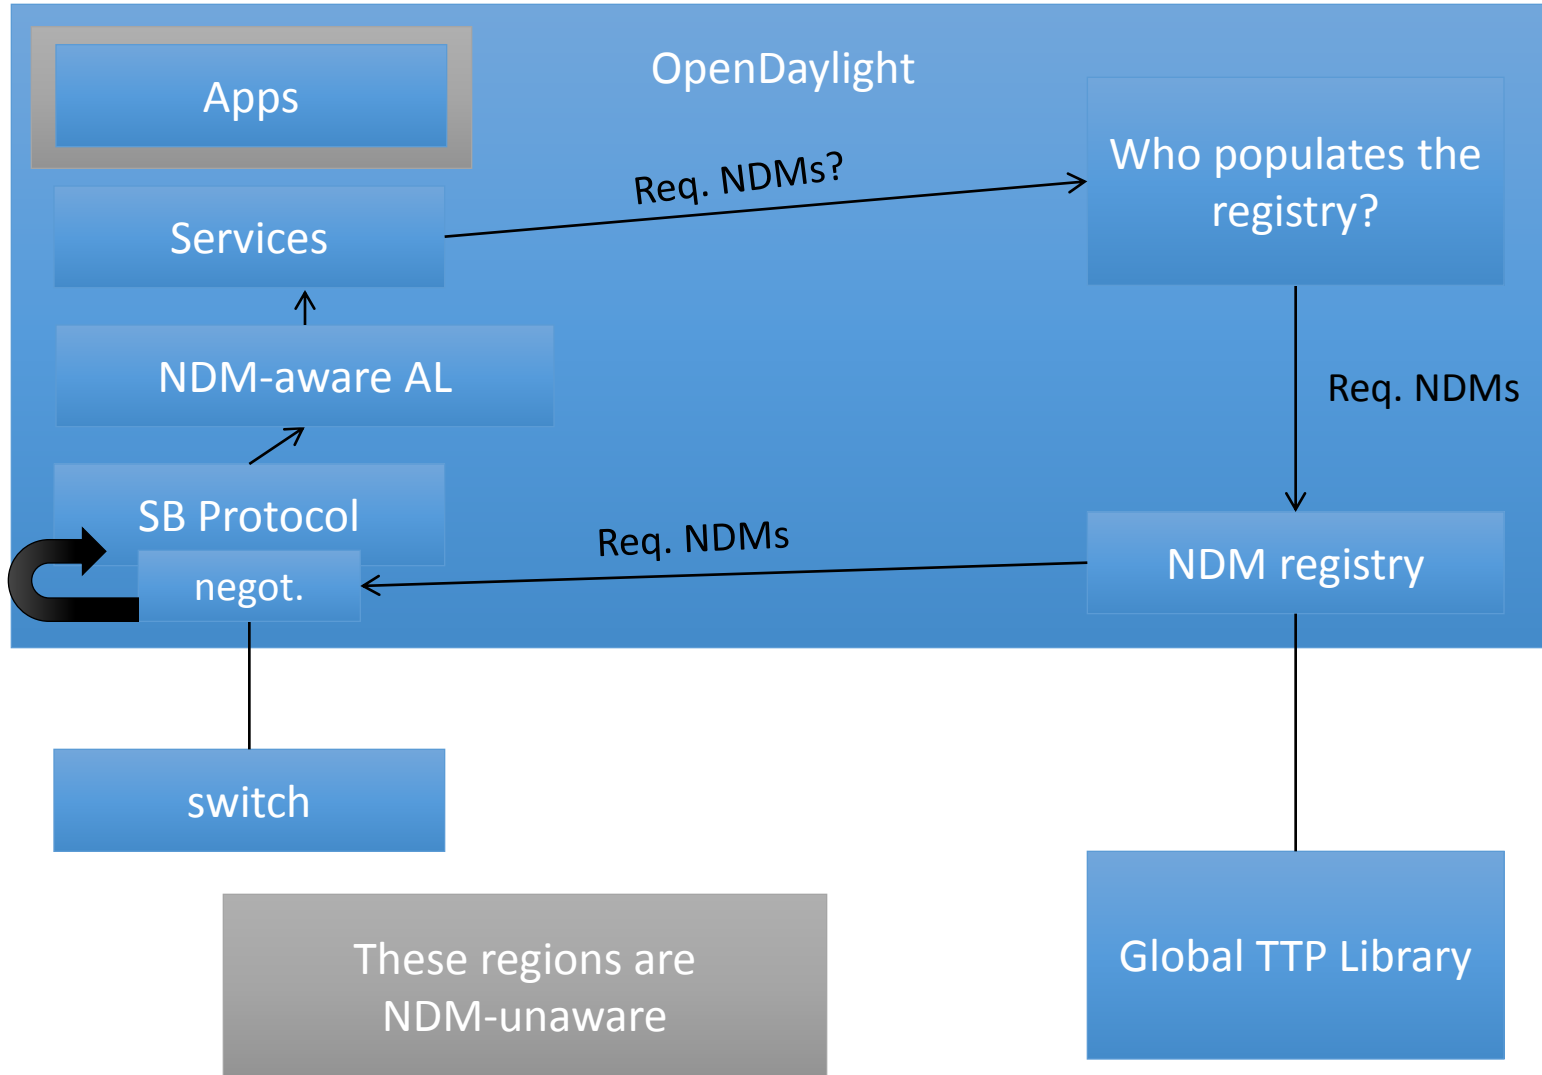 OpenDaylight
Apps
Who populates the
registry?
Req. NDMs?
Services
NDM-aware AL
Req. NDMs
SB Protocol
Req. NDMs
NDM registry
negot.
switch
These regions are
NDM-unaware
Global TTP Library